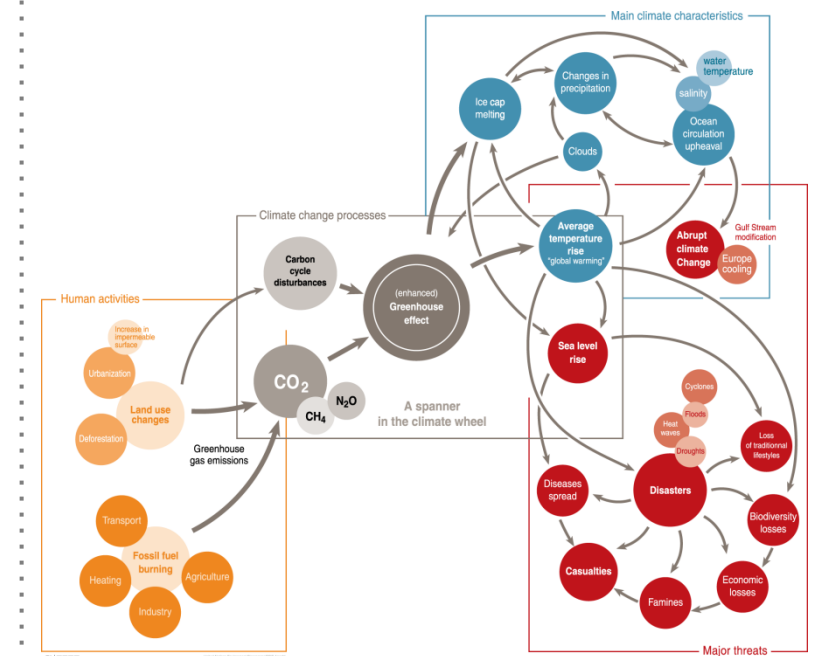 Main climate characteristics
water
temperature
Changes in
precipitation
salinity
Ice cap
melting
Ocean
circulation
upheaval
Clouds
Climate change processes
Average
temperature
rise
"global warming"
Gulf Stream
modification
Abrupt
climate
Change
Europe
cooling
Carbon
cycle
disturbances
(enhanced)
Greenhouse
effect
Human activities
Increase in
impermeable
surface
Urbanization
Land use
changes
Deforestation
CO2
CH4
N2O
Sea level
rise
A spanner
in the climate wheel
Greenhouse
gas emissions
Cyclones
Floods
Heat
waves
Droughts
Loss
of traditionnal
lifestyles
Diseases
spread
Disasters
Biodiversity
losses
Transport
Fossil fuel
burning
Heating
Agriculture
Industry
Casualties
Famines
Economic
losses
Major threats